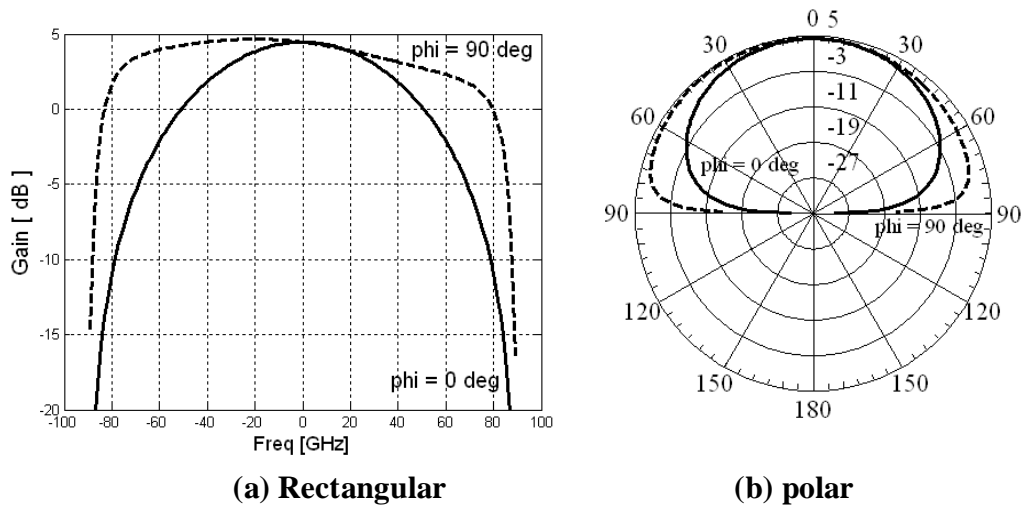 5
0
-5
-10
-15
-20
-100 -80 -60 -40 -20 0 20 40 60 80 100
Gain [ dB ]
Freq [GHz]
phi = 90 deg
phi = 0 deg
0 5
30 30
-3
-11
60 60
-19
phi = 0 deg -27
90 90
phi = 90 deg
120 120
150 150
180
(a) Rectangular (b) polar